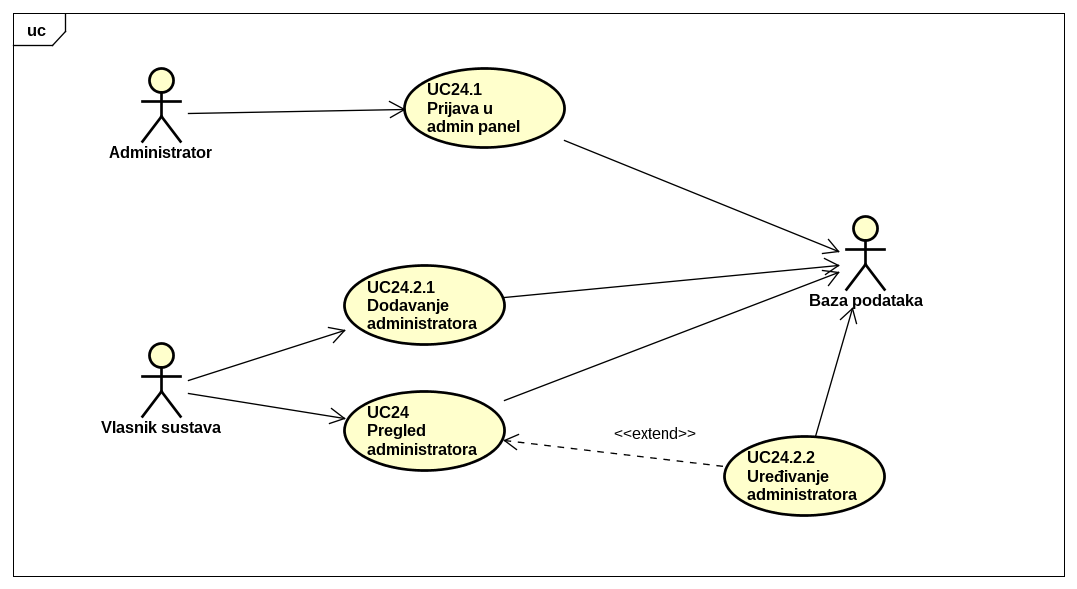 uc
UC24.1
Prijava u
admin panel
Administrator
UC24.2.1
Dodavanje
administratora
Baza podataka
Vlasnik sustava
UC24
Pregled
administratora
<<extend>>
UC24.2.2
Uređivanje
administratora